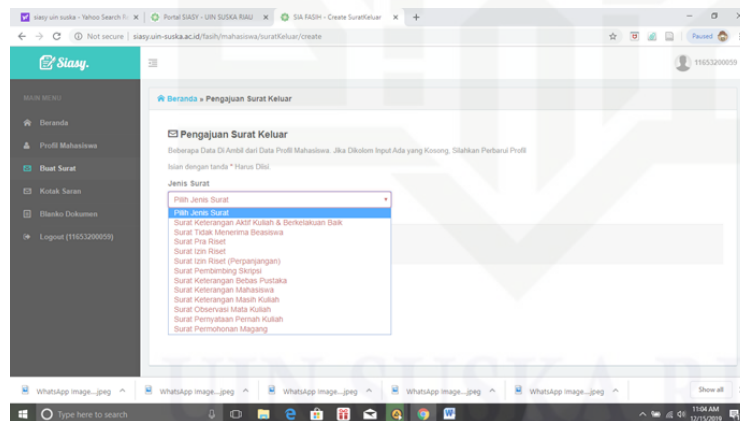 siasy uin suska - Yahoo Search Re
Portal SIASY - UIN SUSKA RIAU
SIA FASIH - Create SuratKeluar
Not secure | siasy.uin-suska.ac.id/fasih/mahasiswa/suratKeluar/create
Paused
Siasy.
11653200059
MAIN MENU
Beranda » Pengajuan Surat Keluar
Beranda
Profil Mahasiswa
Buat Surat
Kotak Saran
Blanko Dokumen
Logout (11653200059)
Pengajuan Surat Keluar
Beberapa Data Di Ambil dari Data Profil Mahasiswa. Jika Dikolom Input Ada yang Kosong, Silahkan Perbarui Profil
Isian dengan tanda * Harus Diisi.
Jenis Surat
Pilih Jenis Surat
Pilih Jenis Surat
Surat Keterangan Aktif Kuliah & Berkelakuan Baik
Surat Tidak Menerima Beasiswa
Surat Pra Riset
Surat Izin Riset
Surat Izin Riset (Perpanjangan)
Surat Pembimbing Skripsi
Surat Keterangan Bebas Pustaka
Surat Keterangan Mahasiswa
Surat Keterangan Masih Kuliah
Surat Observasi Mata Kuliah
Surat Pernyataan Pernah Kuliah
Surat Permohonan Magang
UIN SUSKA R
WhatsApp Image....jpeg
WhatsApp Image....jpeg
WhatsApp Image....jpeg
WhatsApp Image....jpeg
WhatsApp Image....jpeg
Show all
Type here to search
11:04 AM
12/15/2019